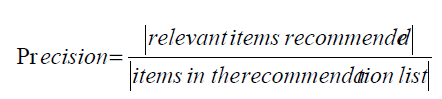 Precision = |relevant items recommended|
|items in the recommendation list|